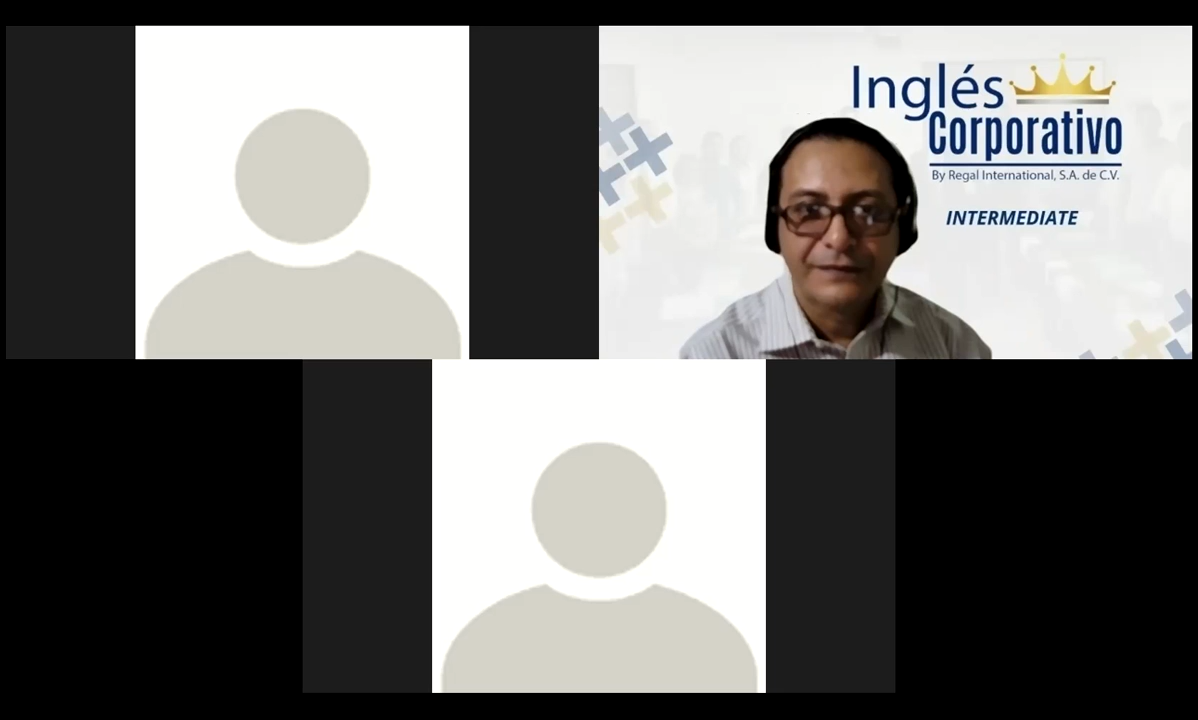 Inglés
Corporativo
By Regal International, S.A. de C.V.
INTERMEDIATE